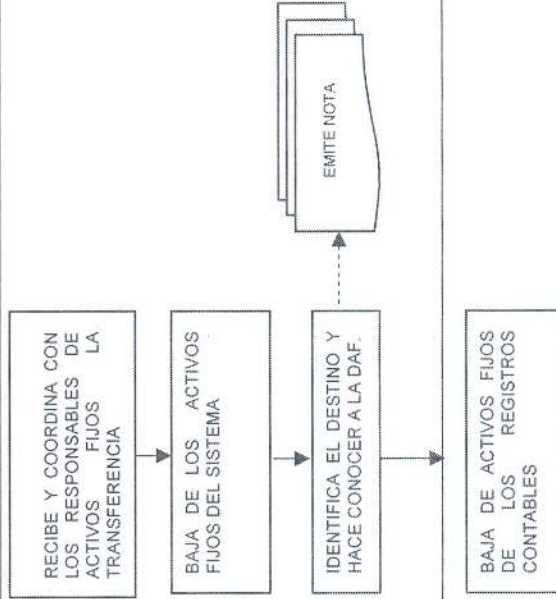 RECIBE Y COORDINA CON
LOS RESPONSABLES DE
ACTIVOS FIJOS LA
TRANSFERENCIA
BAJA DE LOS ACTIVOS
FIJOS DEL SISTEMA
IDENTIFICA EL DESTINO Y
HACE CONOCER A LA DAF.
EMITE NOTA
BAJA DE ACTIVOS FIJOS
DE LOS REGISTROS
CONTABLES